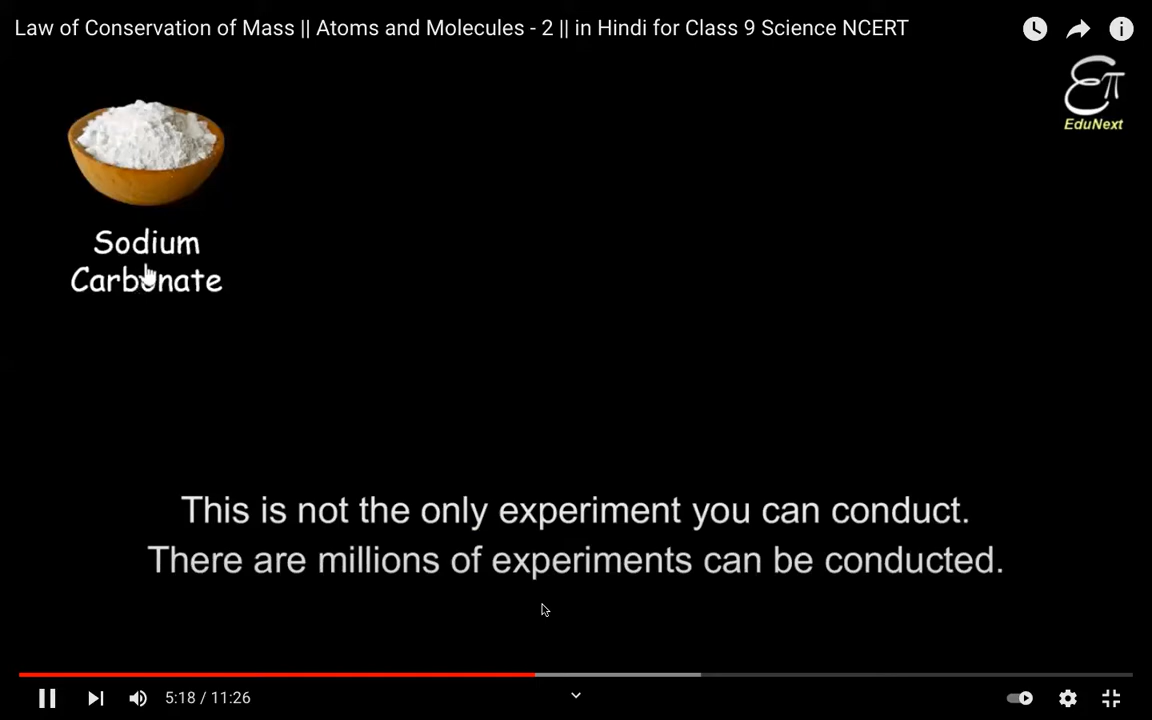 Law of Conservation of Mass || Atoms and Molecules - 2 || in Hindi for Class 9 Science NCERT
Eπ
EduNext
Sodium
Carbonate
This is not the only experiment you can conduct.
There are millions of experiments can be conducted.
5:18 / 11:26